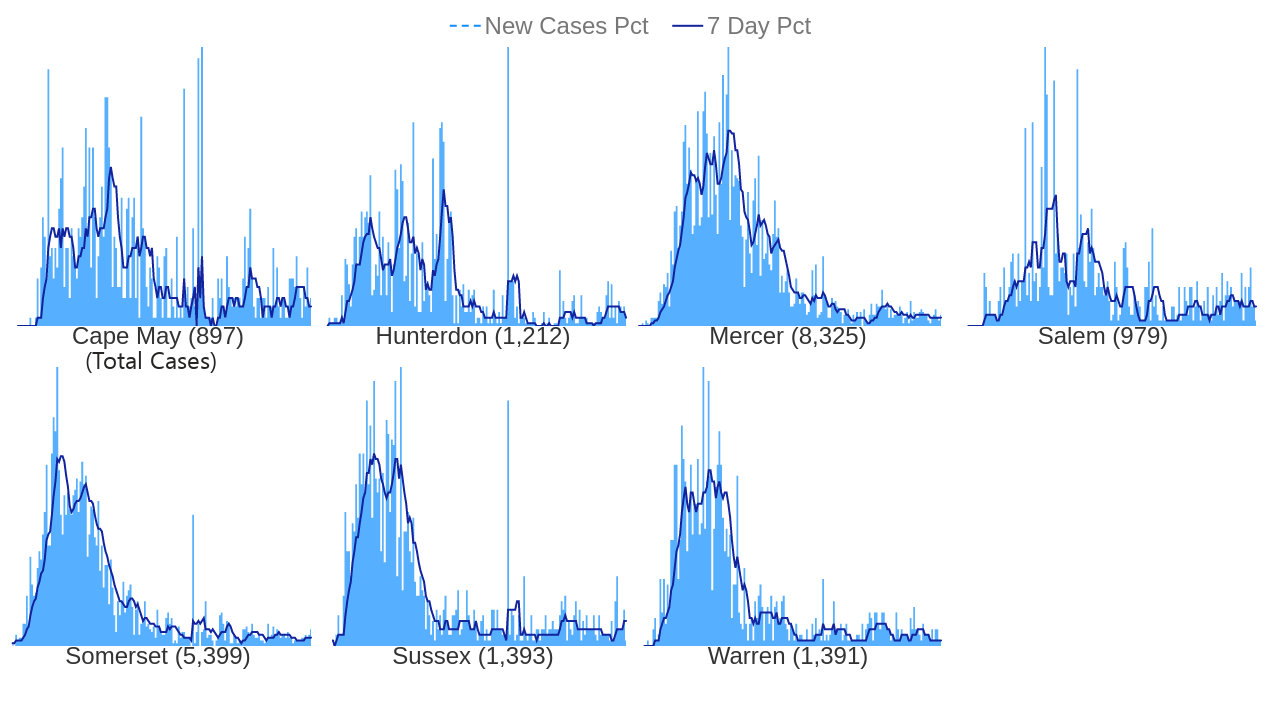 New Cases Pct 7 Day Pct
Cape May (897) Hunterdon (1,212) Mercer (8,325) Salem (979)
(Total Cases)
Somerset (5,399) Sussex (1,393) Warren (1,391)